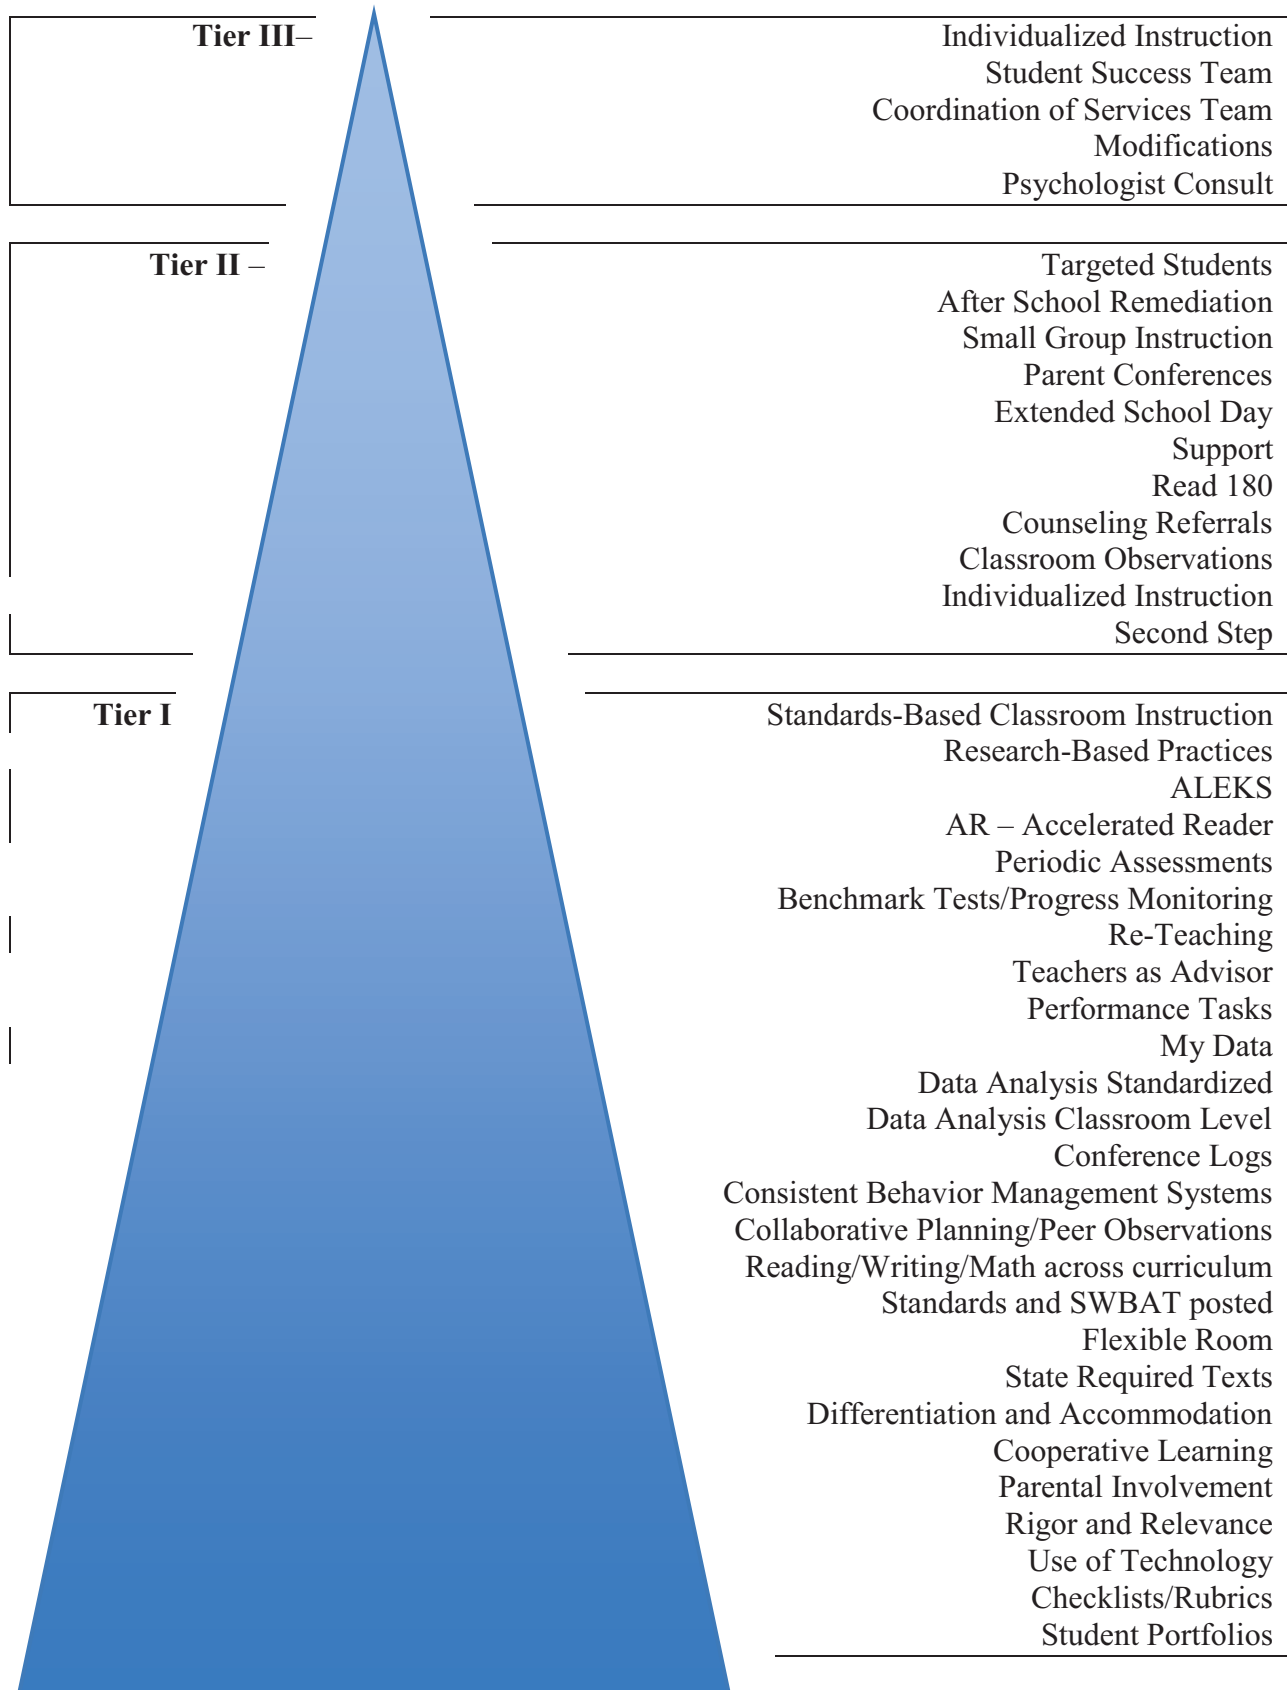 Tier III–
Individualized Instruction
Student Success Team
Coordination of Services Team
Modifications
Psychologist Consult
Tier II –
Targeted Students
After School Remediation
Small Group Instruction
Parent Conferences
Extended School Day
Support
Read 180
Counseling Referrals
Classroom Observations
Individualized Instruction
Second Step
Tier I
Standards-Based Classroom Instruction
Research-Based Practices
ALEKS
AR – Accelerated Reader
Periodic Assessments
Benchmark Tests/Progress Monitoring
Re-Teaching
Teachers as Advisor
Performance Tasks
My Data
Data Analysis Standardized
Data Analysis Classroom Level
Conference Logs
Consistent Behavior Management Systems
Collaborative Planning/Peer Observations
Reading/Writing/Math across curriculum
Standards and SWBAT posted
Flexible Room
State Required Texts
Differentiation and Accommodation
Cooperative Learning
Parental Involvement
Rigor and Relevance
Use of Technology
Checklists/Rubrics
Student Portfolios